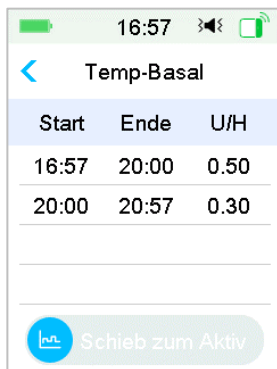 16:57
Temp-Basal
Start Ende U/H
16:57 20:00 0.50
20:00 20:57 0.30
Schieb zum Aktiv